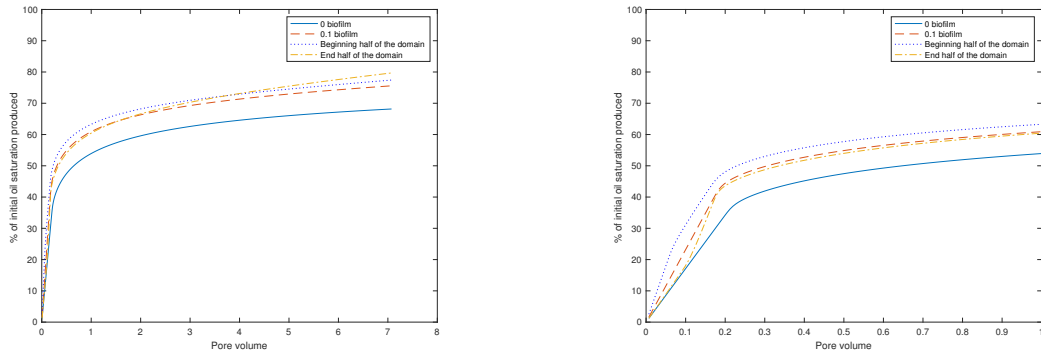 100
90
80
70
60
50
40
30
20
10
0
% of initial oil saturation produced
0 1 2 3 4 5 6 7 8
Pore volume
0 biofilm
0.1 biofilm
Beginning half of the domain
End half of the domain
100
90
80
70
60
50
40
30
20
10
0
% of initial oil saturation produced
0 0.1 0.2 0.3 0.4 0.5 0.6 0.7 0.8 0.9 1
Pore volume
0 biofilm
0.1 biofilm
Beginning half of the domain
End half of the domain